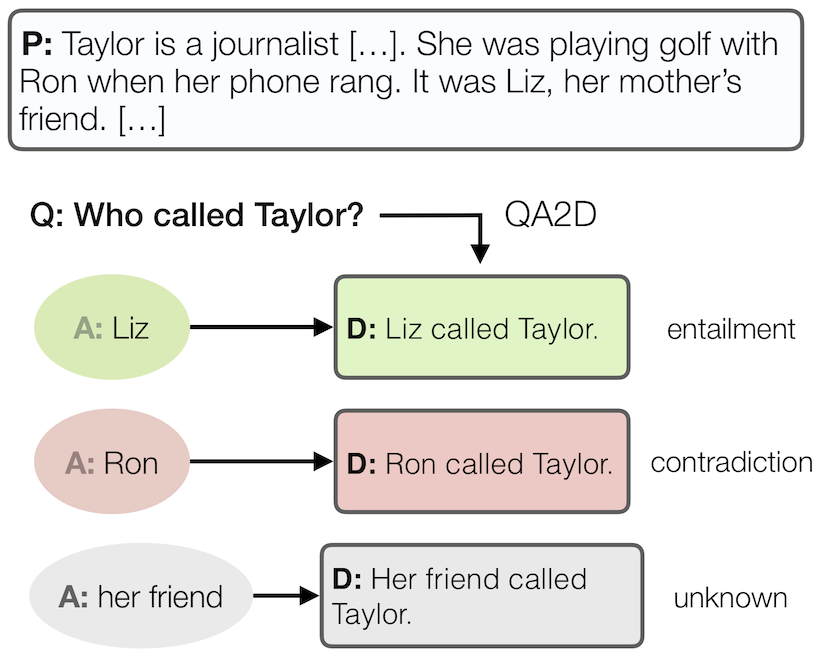 P: Taylor is a journalist […]. She was playing golf with
Ron when her phone rang. It was Liz, her mother’s
friend. […]
Q: Who called Taylor?
QA2D
A: Liz
D: Liz called Taylor.
entailment
A: Ron
D: Ron called Taylor.
contradiction
A: her friend
D: Her friend called
Taylor.
unknown